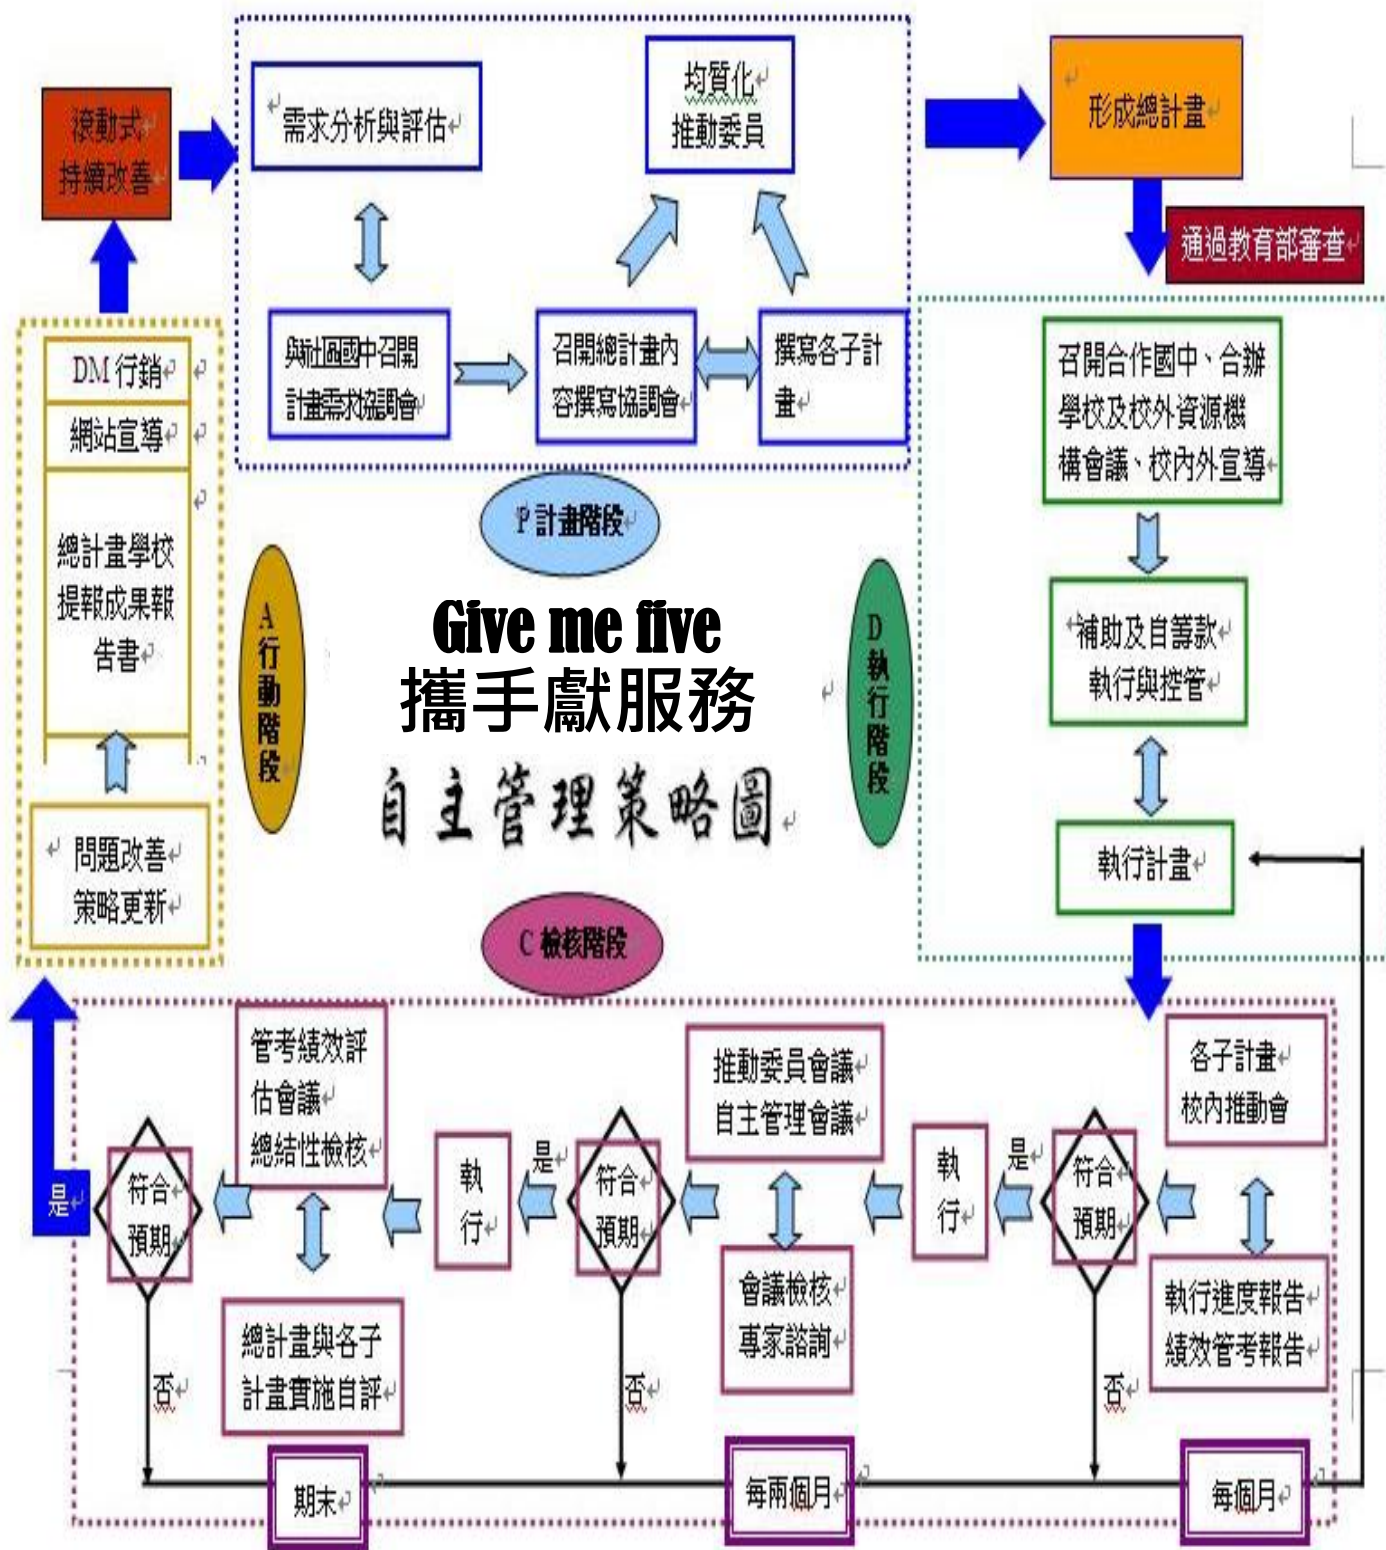 滾動式
持續改善
需求分析與評估
均質化
推動委員
形成總計畫
通過教育部審查
與社區國中召開
計畫需求協調會
召開總計畫內
容撰寫協調會
撰寫各子計
畫
P 計畫階段
召開合作國中、合辦
學校及校外資源機
構會議、校內外宣導
補助及自籌款
執行與控管
執行計畫
D
執
行
階
段
DM 行銷
網站宣導
總計畫學校
提報成果報
告書
問題改善
策略更新
A
行
動
階
段
Give me five
攜手獻服務
自主管理策略圖
C 檢核階段
各子計畫
校內推動會
執行進度報告
績效管考報告
符合
預期
是
否
每個月
執
行
推動委員會議
自主管理會議
會議檢核
專家諮詢
符合
預期
是
否
每兩個月
執
行
管考績效評
估會議
總結性檢核
總計畫與各子
計畫實施自評
符合
預期
是
否
期末